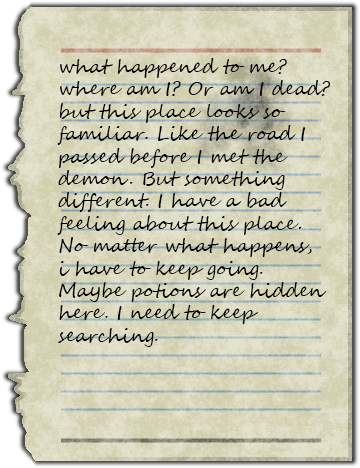 what happened to me?
where am I? Or am I dead?
but this place looks so
familiar. Like the road I
passed before I met the
demon. But something
different. I have a bad
feeling about this place.
No matter what happens,
i have to keep going.
Maybe potions are hidden
here. I need to keep
searching.